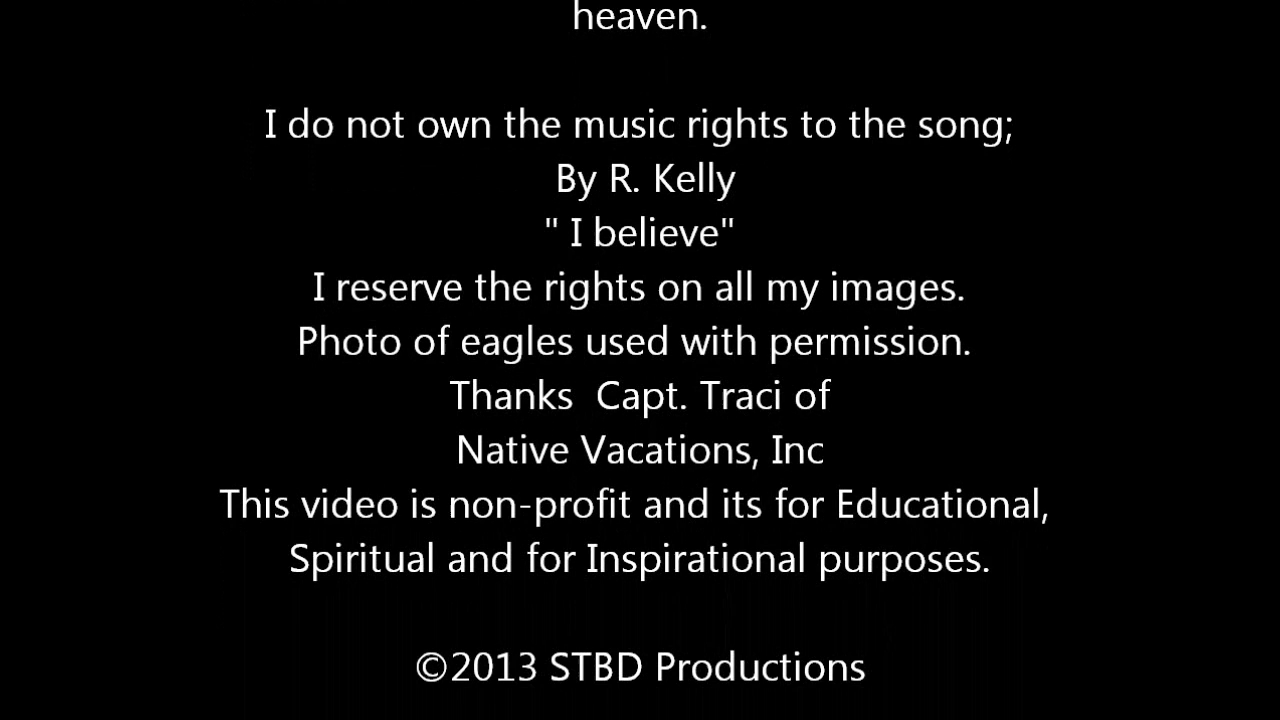 heaven.
I do not own the music rights to the song;
By R. Kelly
" I believe"
I reserve the rights on all my images.
Photo of eagles used with permission.
Thanks  Capt. Traci of
Native Vacations, Inc
This video is non-profit and its for Educational,
Spiritual and for Inspirational purposes.
©2013 STBD Productions